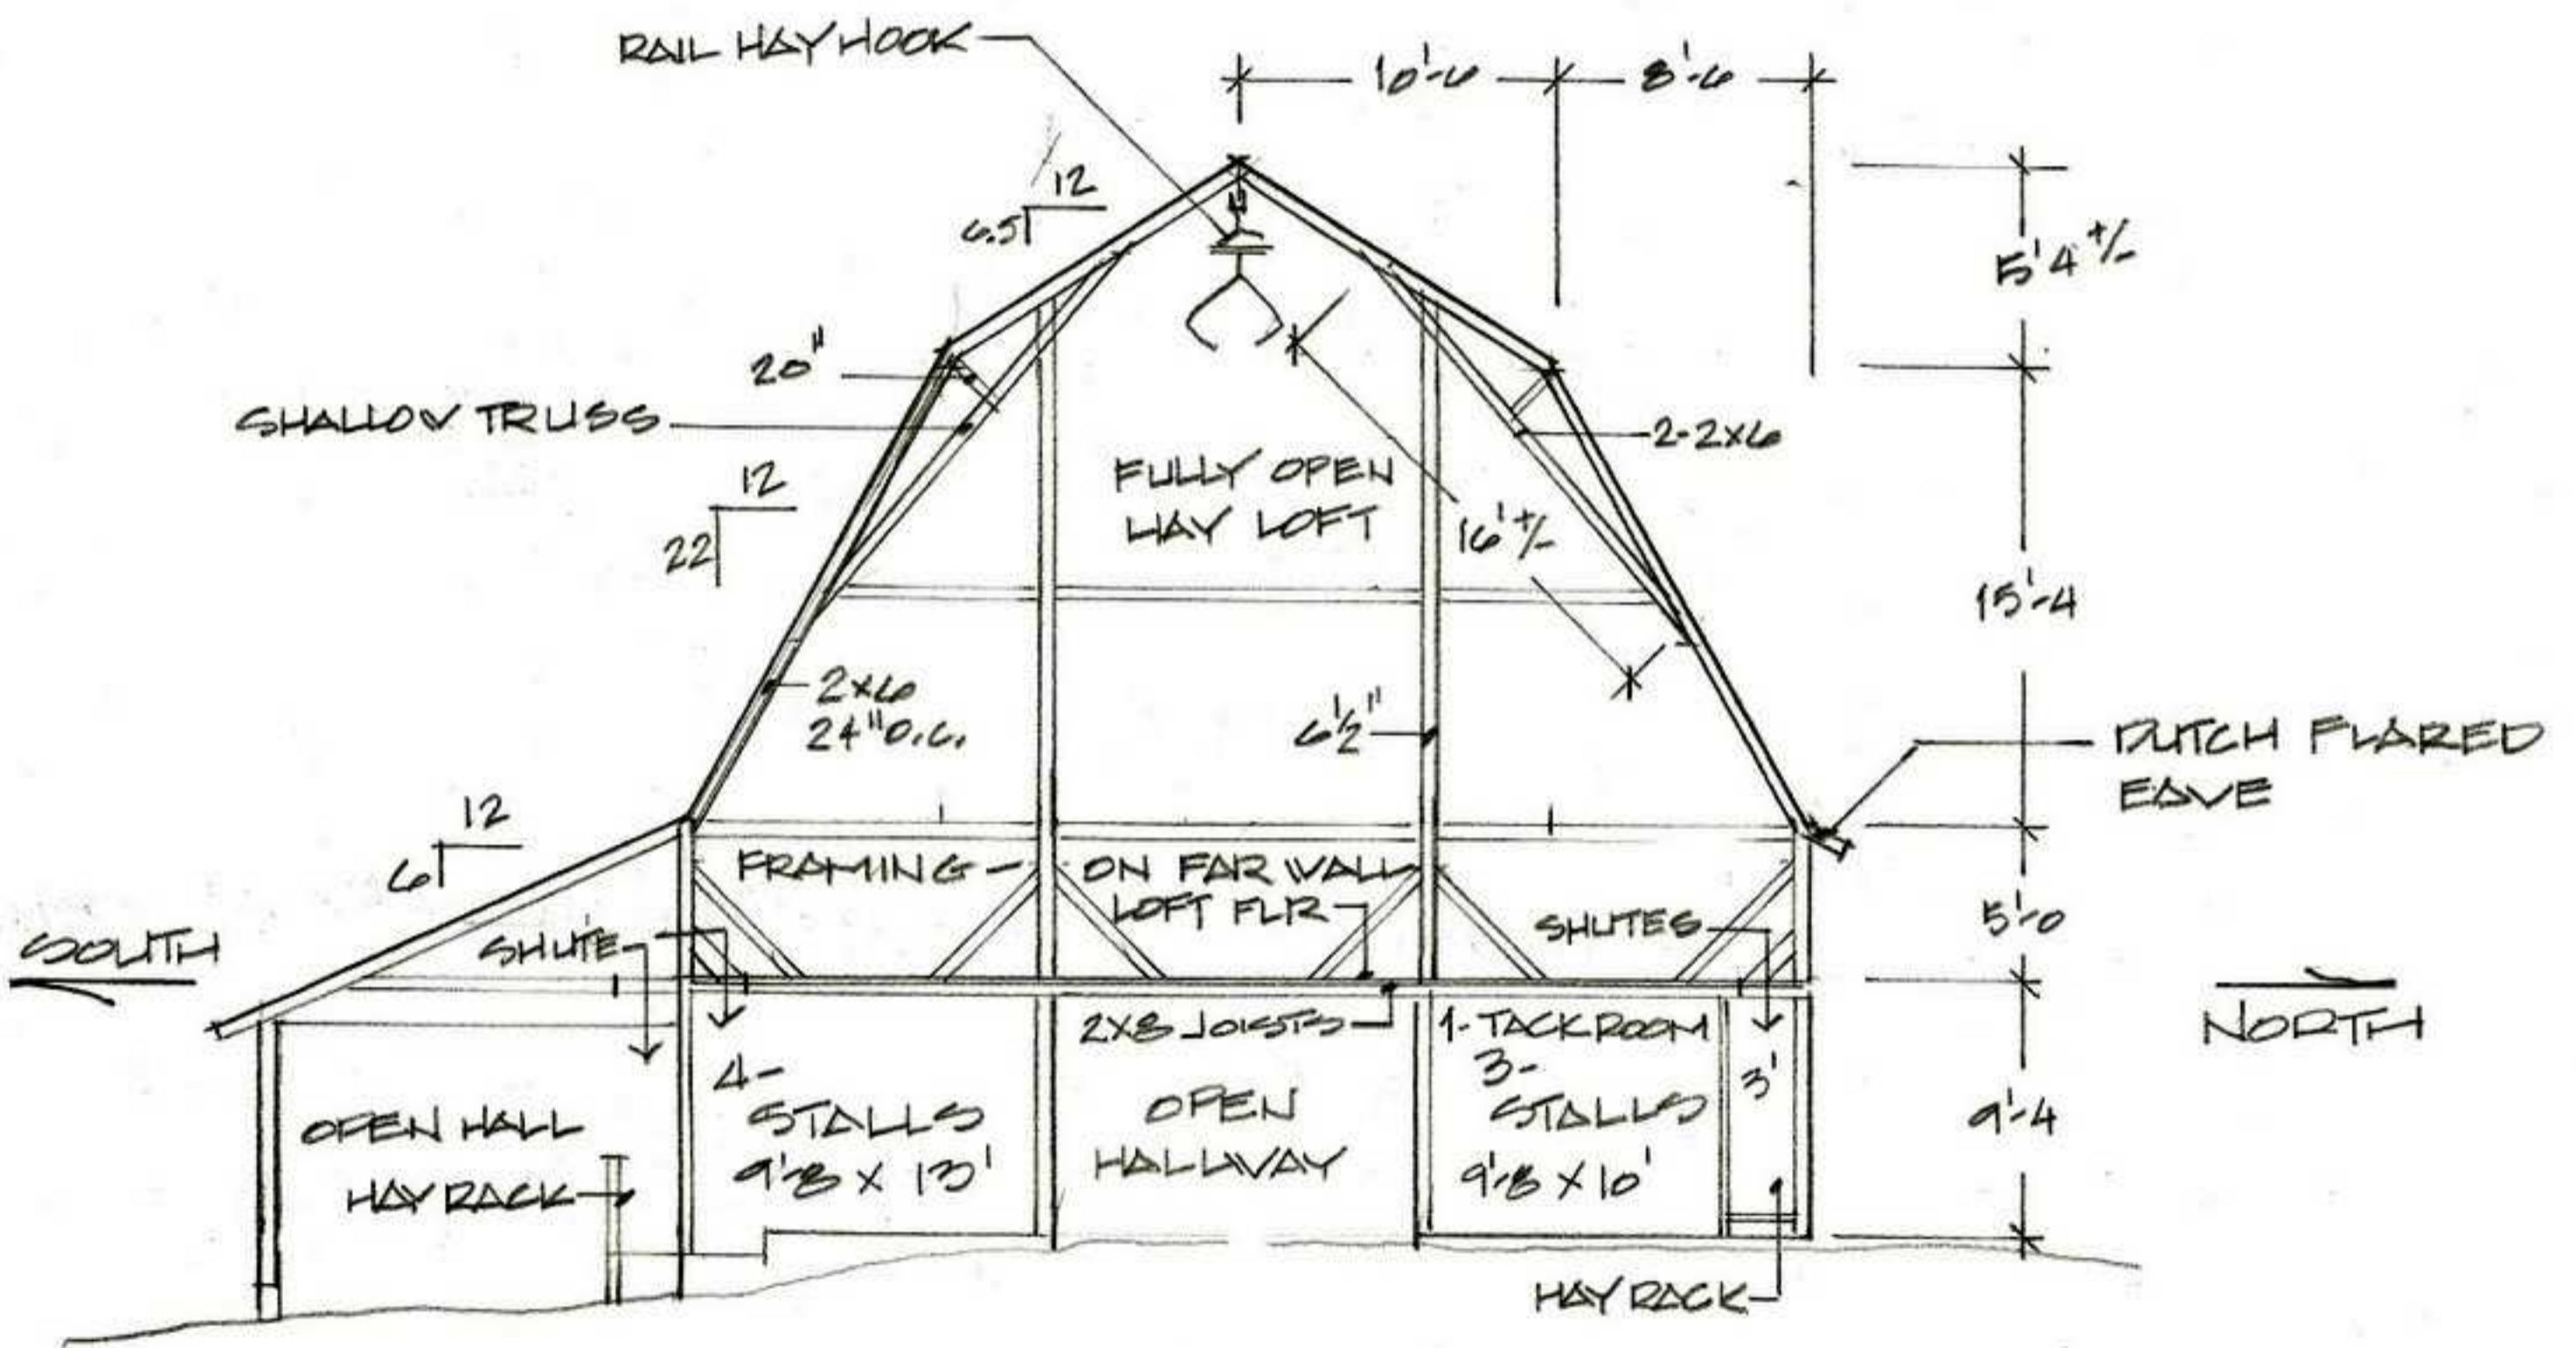 RAIL HAY HOOK
10'-6
8'-6
12
6.5
5'4 +/-
20"
SHALLOW TRUSS
2-2x6
12
22
FULLY OPEN
HAY LOFT
16' +/-
15'-4
2x6
24" O.C.
6 1/2"
DUTCH FLARED
EAVE
12
6
FRAMING - ON FAR WALL
LOFT FLR
SHUTES
5'-0
SOUTH
SHUTE
NORTH
2X8 JOISTS
1-TACK ROOM
4-
STALLS
9'-8 X 13'
OPEN
HALLWAY
3-
STALLS
9'-8 X 10'
3'
9'-4
OPEN HALL
HAY RACK
HAY RACK